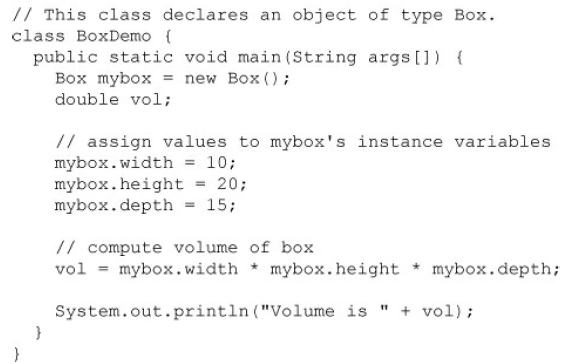 // This class declares an object of type Box.
class BoxDemo {
  public static void main(String args[]) {
    Box mybox = new Box();
    double vol;

    // assign values to mybox's instance variables
    mybox.width = 10;
    mybox.height = 20;
    mybox.depth = 15;

    // compute volume of box
    vol = mybox.width * mybox.height * mybox.depth;

    System.out.println("Volume is " + vol);
  }
}